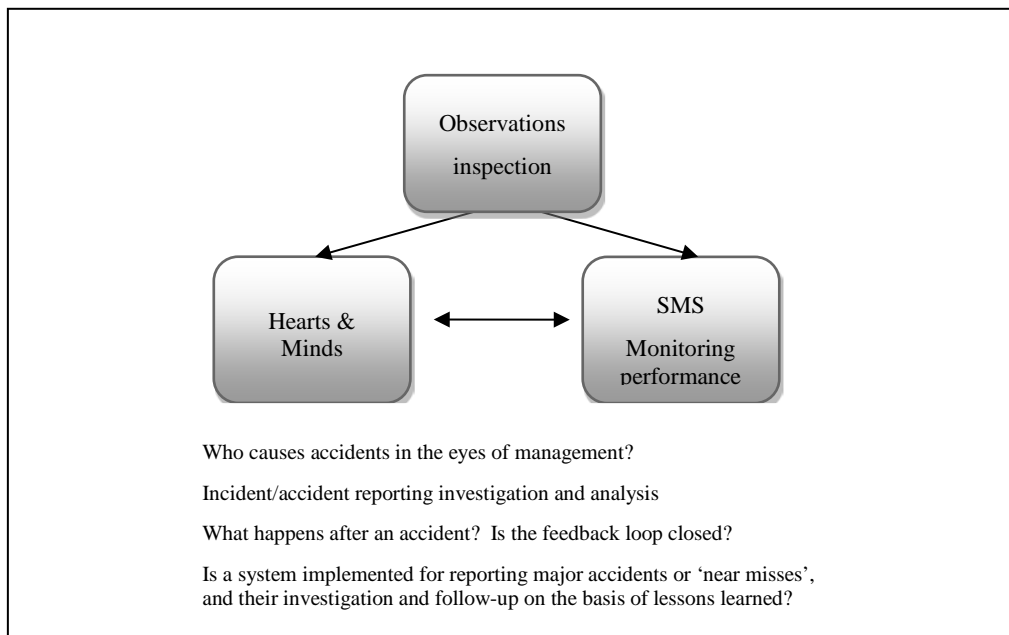 Observations
inspection
Hearts &
Minds
SMS
Monitoring
performance
Who causes accidents in the eyes of management?
Incident/accident reporting investigation and analysis
What happens after an accident?  Is the feedback loop closed?
Is a system implemented for reporting major accidents or ‘near misses’,
and their investigation and follow-up on the basis of lessons learned?